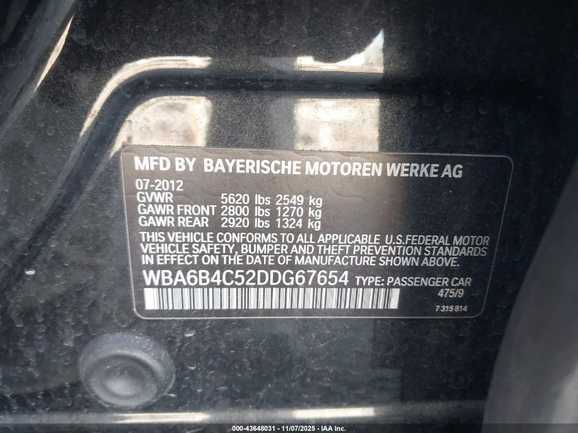 MFD BY BAYERISCHE MOTOREN WERKE AG
07-2012
GVWR 5620 lbs 2549 kg
GAWR FRONT 2800 lbs 1270 kg
GAWR REAR 2920 lbs 1324 kg
THIS VEHICLE CONFORMS TO ALL APPLICABLE U.S.FEDERAL MOTOR
VEHICLE SAFETY, BUMPER AND THEFT PREVENTION STANDARDS
IN EFFECT ON THE DATE OF MANUFACTURE SHOWN ABOVE.
WBA6B4C52DDG67654 TYPE: PASSENGER CAR
475/9
7 315 814
© --43648031 -- 11/07/2025 -- IAA Inc.